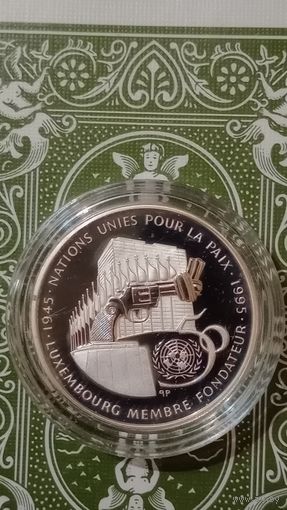 1945 · NATIONS UNIES POUR LA PAIX · 1995
LUXEMBOURG MEMBRE FONDATEUR